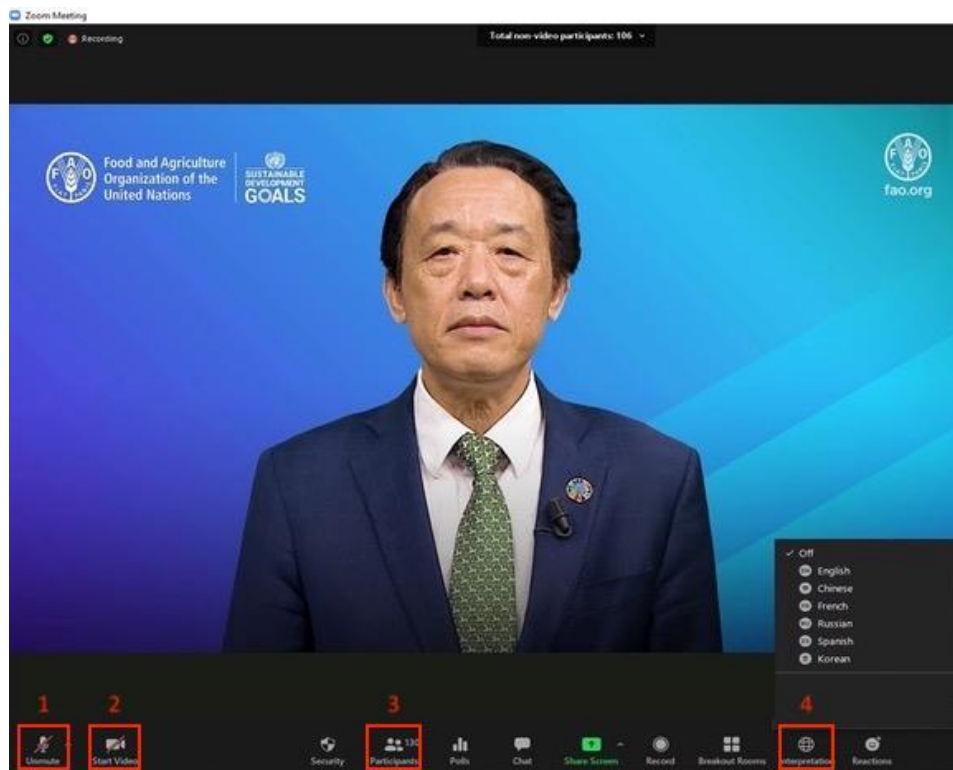 Zoom Meeting
Recording
Total non-video participants: 106
Food and Agriculture
Organization of the
United Nations
SUSTAINABLE
DEVELOPMENT
GOALS
FAO
fao.org
Off
English
Chinese
French
Russian
Spanish
Korean
1 2 3 4
130
Unmute Start Video Security Participants Polls Chat Share Screen Record Breakout Rooms Interpretation Reactions